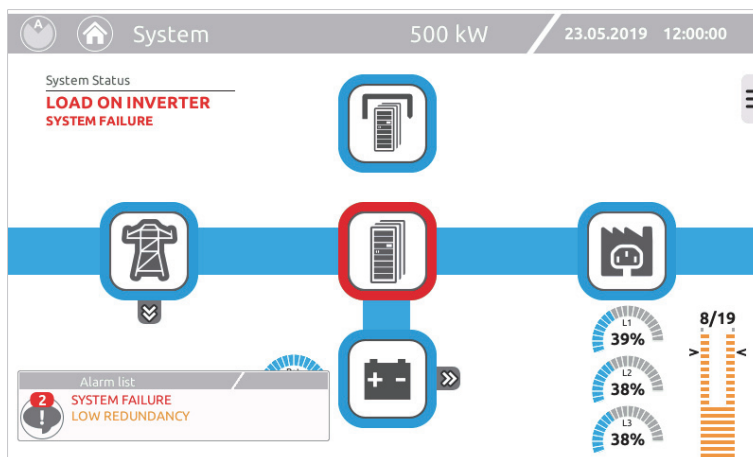 A
System
500 kW
23.05.2019 12:00:00
System Status
LOAD ON INVERTER
SYSTEM FAILURE
L1
39%
8/19
L2
38%
L3
38%
Alarm list
2
SYSTEM FAILURE
LOW REDUNDANCY